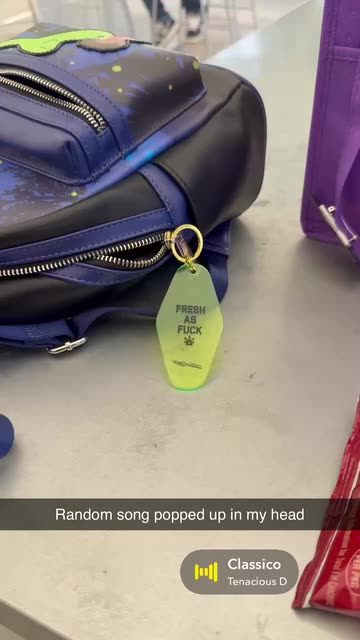 FRESH
AS
FUCK
Random song popped up in my head
Classico
Tenacious D